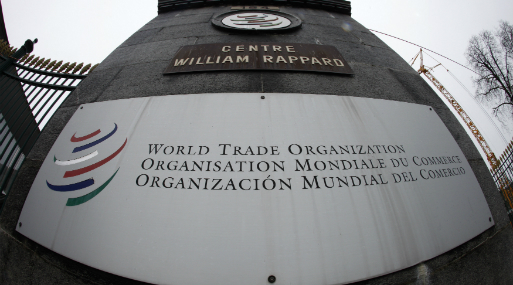 CENTRE
WILLIAM RAPPARD
WORLD TRADE ORGANIZATION
ORGANISATION MONDIALE DU COMMERCE
ORGANIZACIÓN MUNDIAL DEL COMERCIO